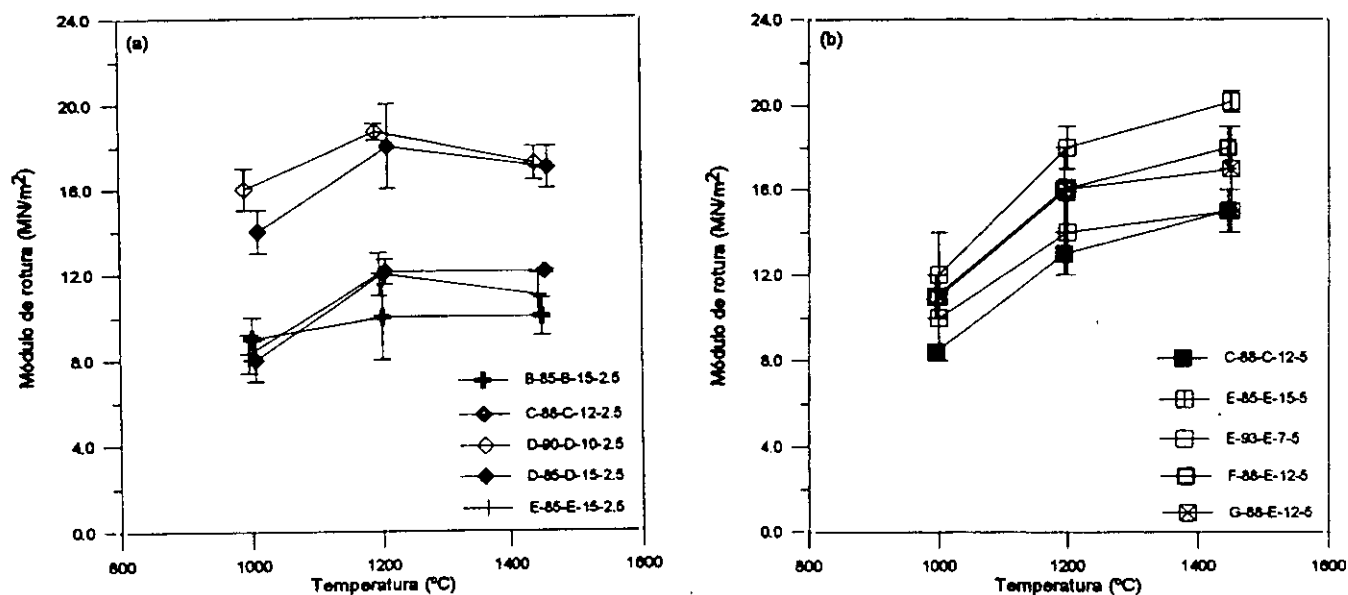 (a)
24.0
20.0
16.0
12.0
8.0
4.0
0.0
Módulo de rotura (MN/m²)
B-85-B-15-2.5
C-88-C-12-2.5
D-90-D-10-2.5
D-85-D-15-2.5
E-85-E-15-2.5
800
1000
1200
1400
1600
Temperatura (ºC)
(b)
24.0
20.0
16.0
12.0
8.0
4.0
0.0
Módulo de rotura (MN/m²)
C-88-C-12-5
E-85-E-15-5
E-93-E-7-5
F-88-E-12-5
G-88-E-12-5
800
1000
1200
1400
1600
Temperatura (ºC)